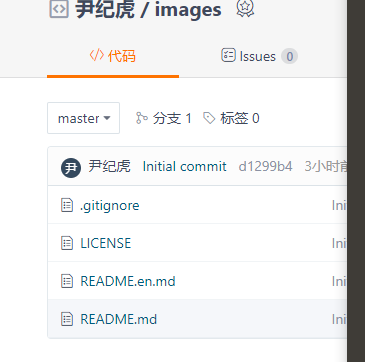 尹纪虎 / images
代码
Issues 0
master 分支 1 标签 0
尹 尹纪虎 Initial commit d1299b4 3小时前
.gitignore Ini
LICENSE Ini
README.en.md Ini
README.md Ini